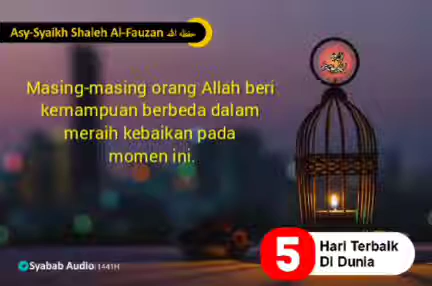 Asy-Syaikh Shaleh Al-Fauzan حفظه الله
Masing-masing orang Allah beri
kemampuan berbeda dalam
meraih kebaikan pada
momen ini.
5
Hari Terbaik
Di Dunia
Syabab Audio | 1441H